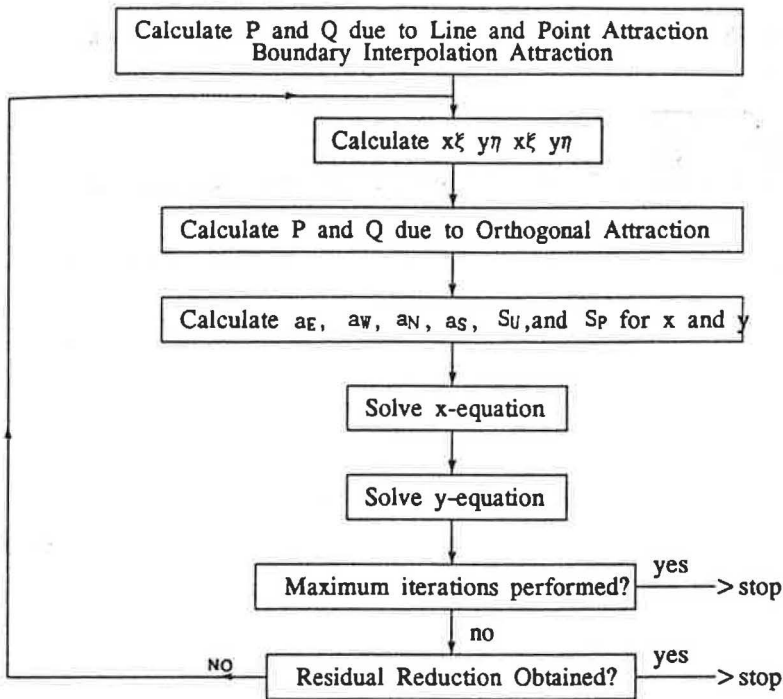 Calculate P and Q due to Line and Point Attraction
Boundary Interpolation Attraction
Calculate xξ yη xξ yη
Calculate P and Q due to Orthogonal Attraction
Calculate aE, aW, aN, aS, SU,and SP for x and y
Solve x-equation
Solve y-equation
Maximum iterations performed?
yes
> stop
no
Residual Reduction Obtained?
yes
> stop
NO